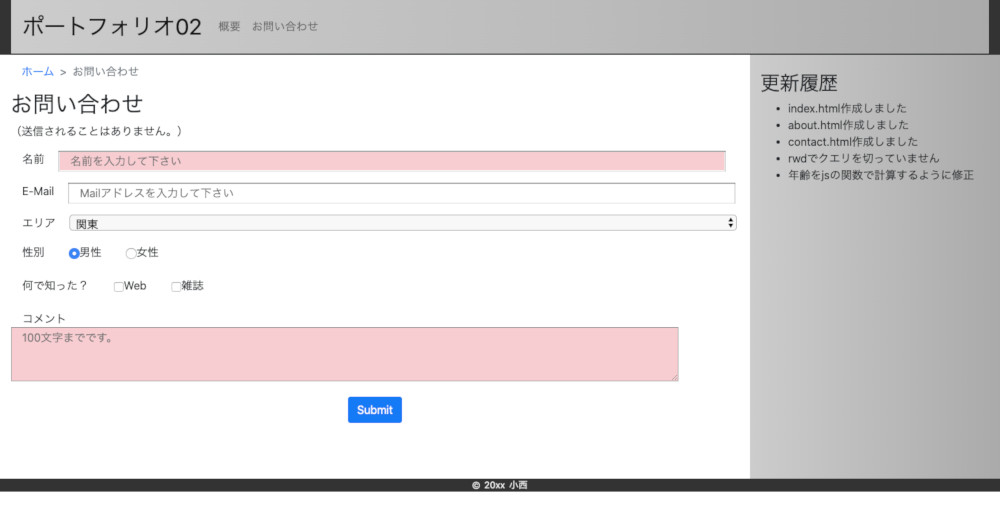 ポートフォリオ02 概要 お問い合わせ
ホーム > お問い合わせ
お問い合わせ
（送信されることはありません。）
名前 名前を入力して下さい
E-Mail Mailアドレスを入力して下さい
エリア 関東
性別 男性 女性
何で知った？ Web 雑誌
コメント
100文字までです。
Submit
更新履歴
index.html作成しました
about.html作成しました
contact.html作成しました
rwdでクエリを切っていません
年齢をjsの関数で計算するように修正
© 20xx 小西